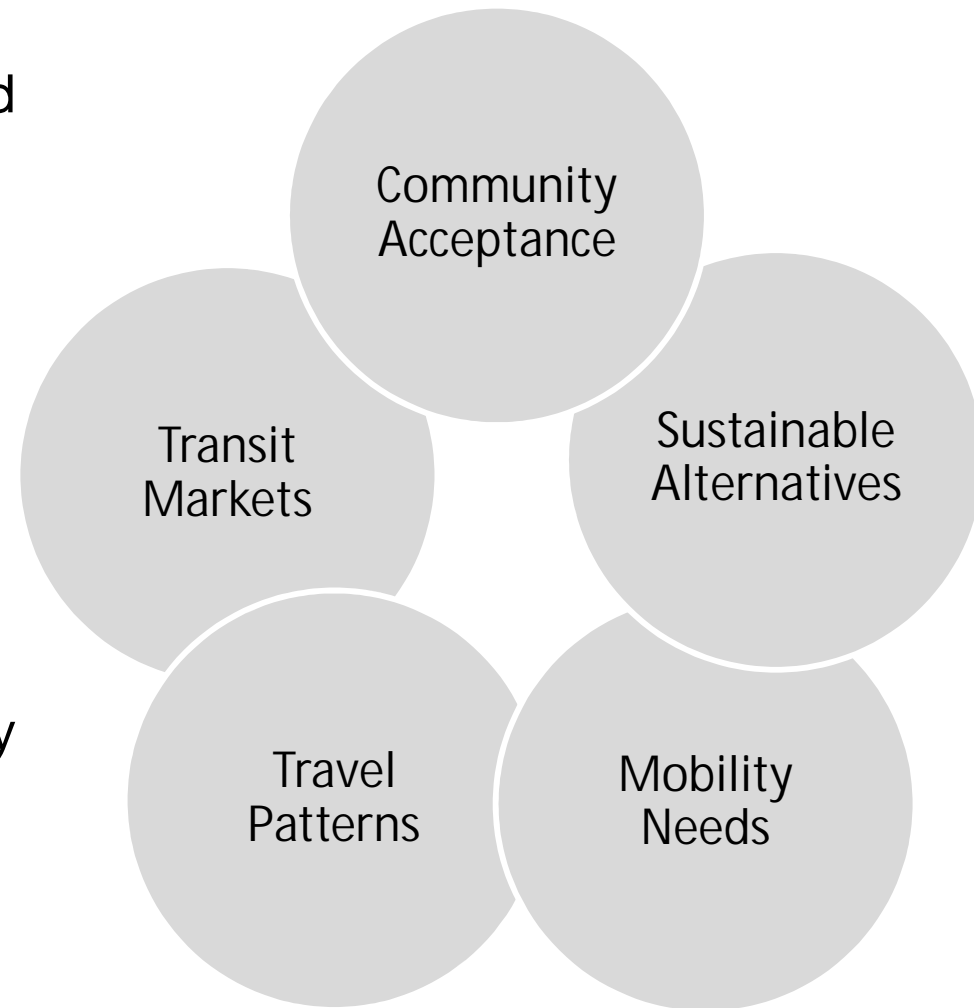 d
Community
Acceptance
Transit
Markets
Sustainable
Alternatives
y
Travel
Patterns
Mobility
Needs